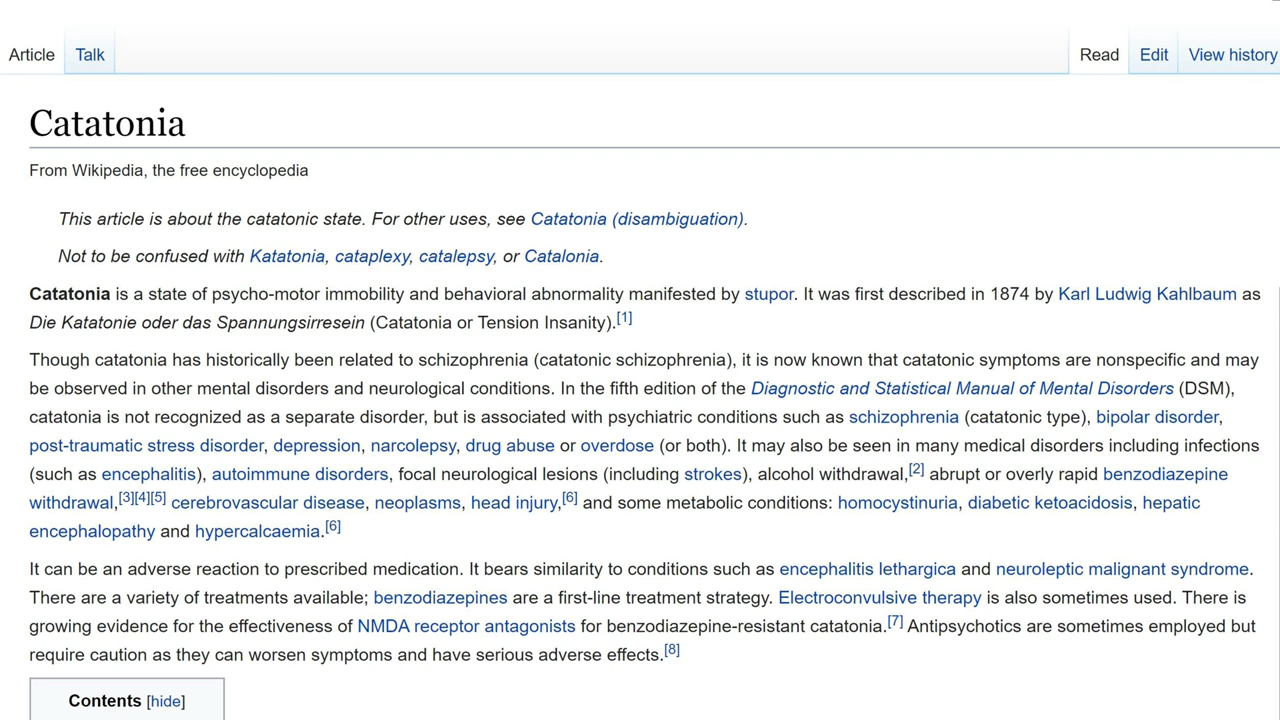 Article Talk Read Edit View history
Catatonia
From Wikipedia, the free encyclopedia
This article is about the catatonic state. For other uses, see Catatonia (disambiguation).
Not to be confused with Katatonia, cataplexy, catalepsy, or Catalonia.
Catatonia is a state of psycho-motor immobility and behavioral abnormality manifested by stupor. It was first described in 1874 by Karl Ludwig Kahlbaum as
Die Katatonie oder das Spannungsirresein (Catatonia or Tension Insanity).[1]
Though catatonia has historically been related to schizophrenia (catatonic schizophrenia), it is now known that catatonic symptoms are nonspecific and may
be observed in other mental disorders and neurological conditions. In the fifth edition of the Diagnostic and Statistical Manual of Mental Disorders (DSM),
catatonia is not recognized as a separate disorder, but is associated with psychiatric conditions such as schizophrenia (catatonic type), bipolar disorder,
post-traumatic stress disorder, depression, narcolepsy, drug abuse or overdose (or both). It may also be seen in many medical disorders including infections
(such as encephalitis), autoimmune disorders, focal neurological lesions (including strokes), alcohol withdrawal,[2] abrupt or overly rapid benzodiazepine
withdrawal,[3][4][5] cerebrovascular disease, neoplasms, head injury,[6] and some metabolic conditions: homocystinuria, diabetic ketoacidosis, hepatic
encephalopathy and hypercalcaemia.[6]
It can be an adverse reaction to prescribed medication. It bears similarity to conditions such as encephalitis lethargica and neuroleptic malignant syndrome.
There are a variety of treatments available; benzodiazepines are a first-line treatment strategy. Electroconvulsive therapy is also sometimes used. There is
growing evidence for the effectiveness of NMDA receptor antagonists for benzodiazepine-resistant catatonia.[7] Antipsychotics are sometimes employed but
require caution as they can worsen symptoms and have serious adverse effects.[8]
Contents [hide]